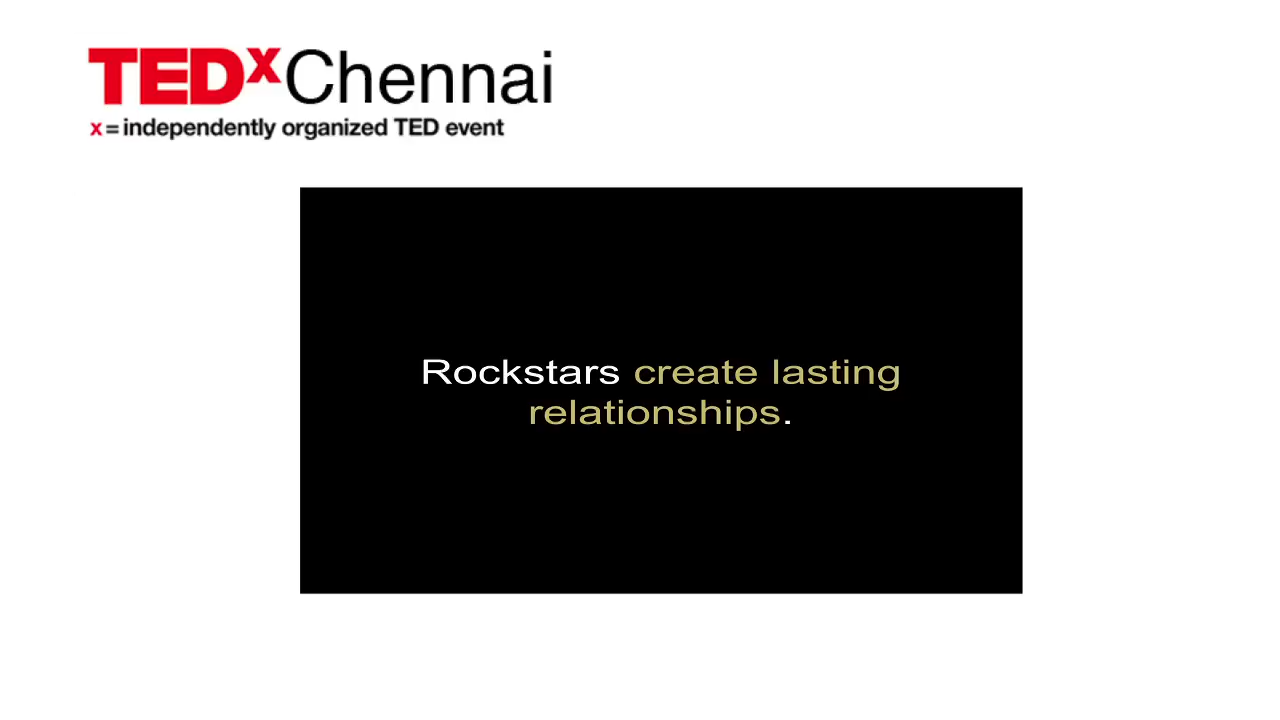 TEDxChennai
x = independently organized TED event
Rockstars create lasting
relationships.